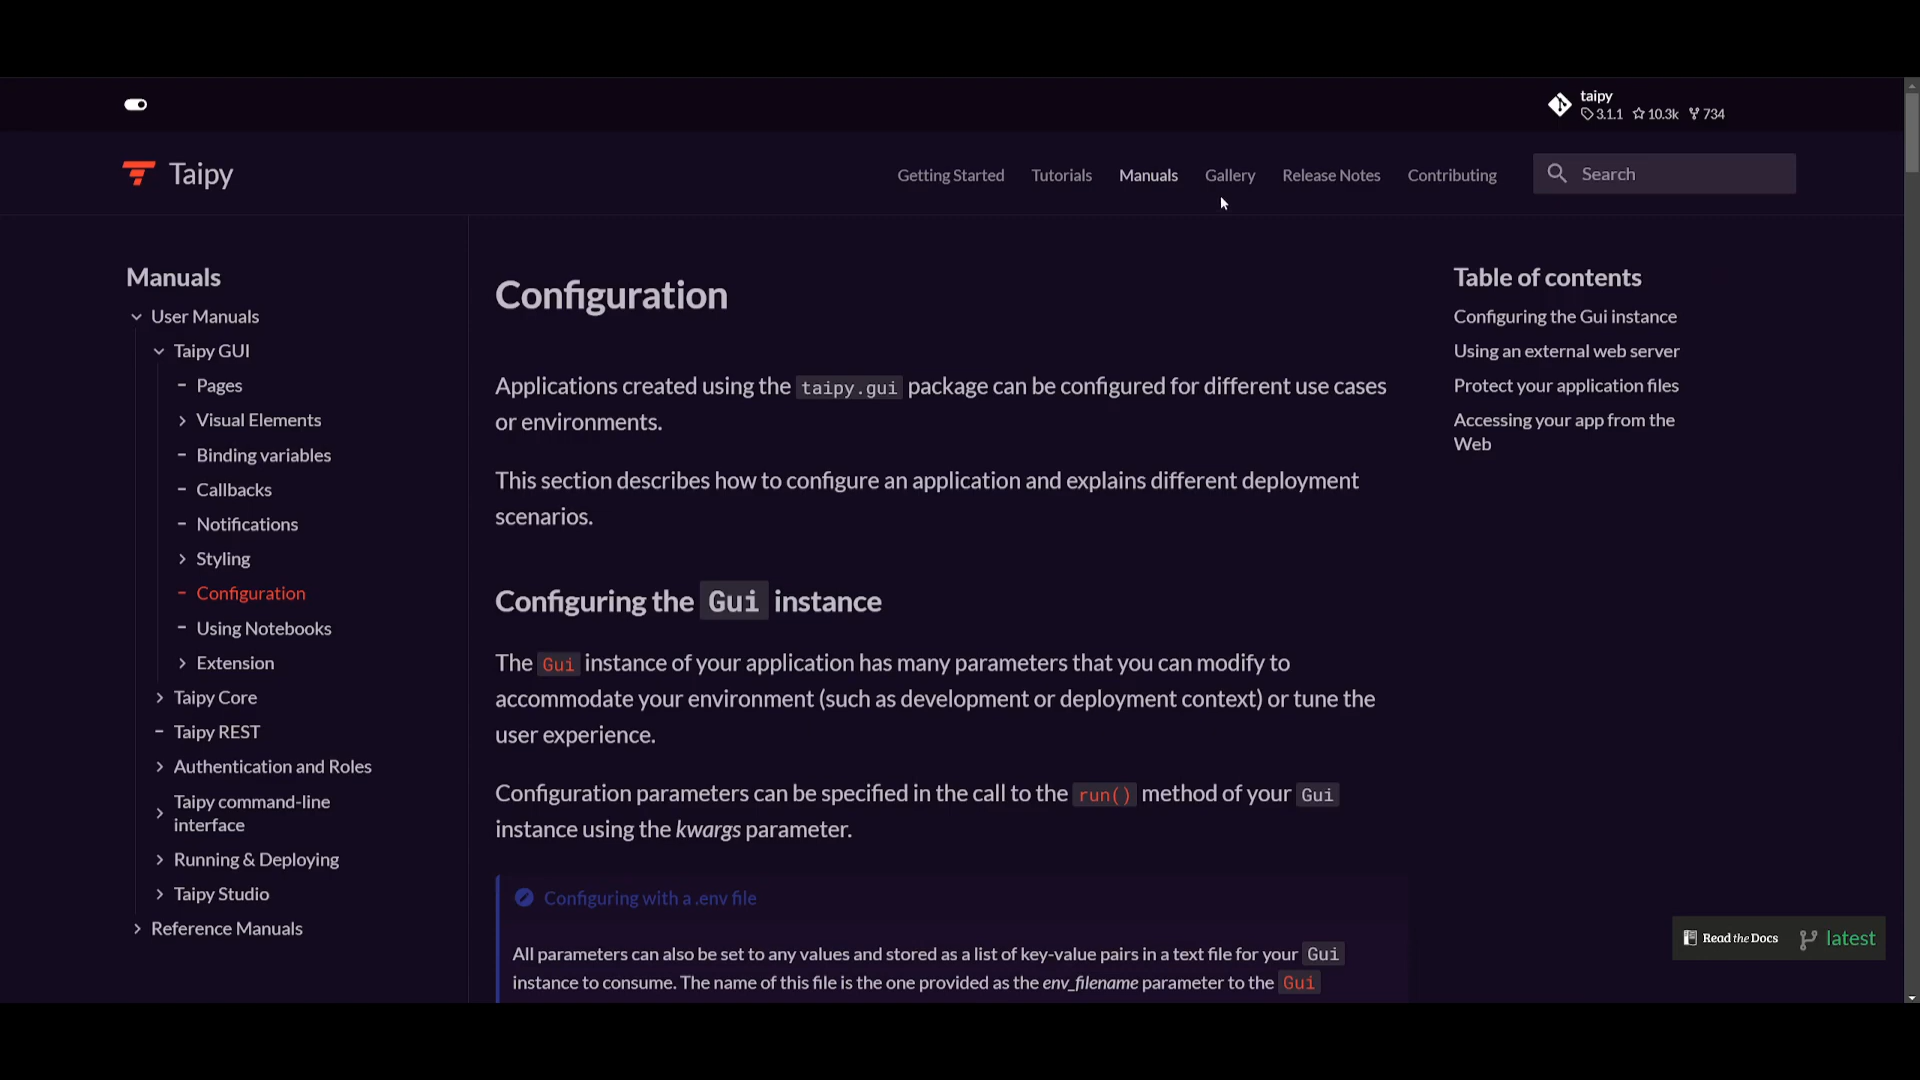 taipy
3.1.1 10.3k 734
Taipy
Getting Started Tutorials Manuals Gallery Release Notes Contributing Search
Manuals
User Manuals
Taipy GUI
Pages
Visual Elements
Binding variables
Callbacks
Notifications
Styling
Configuration
Using Notebooks
Extension
Taipy Core
Taipy REST
Authentication and Roles
Taipy command-line
interface
Running & Deploying
Taipy Studio
Reference Manuals
Configuration
Applications created using the taipy.gui package can be configured for different use cases
or environments.
This section describes how to configure an application and explains different deployment
scenarios.
Configuring the Gui instance
The Gui instance of your application has many parameters that you can modify to
accommodate your environment (such as development or deployment context) or tune the
user experience.
Configuration parameters can be specified in the call to the run() method of your Gui
instance using the kwargs parameter.
Configuring with a .env file
All parameters can also be set to any values and stored as a list of key-value pairs in a text file for your Gui
instance to consume. The name of this file is the one provided as the env_filename parameter to the Gui
Table of contents
Configuring the Gui instance
Using an external web server
Protect your application files
Accessing your app from the
Web
Read the Docs latest